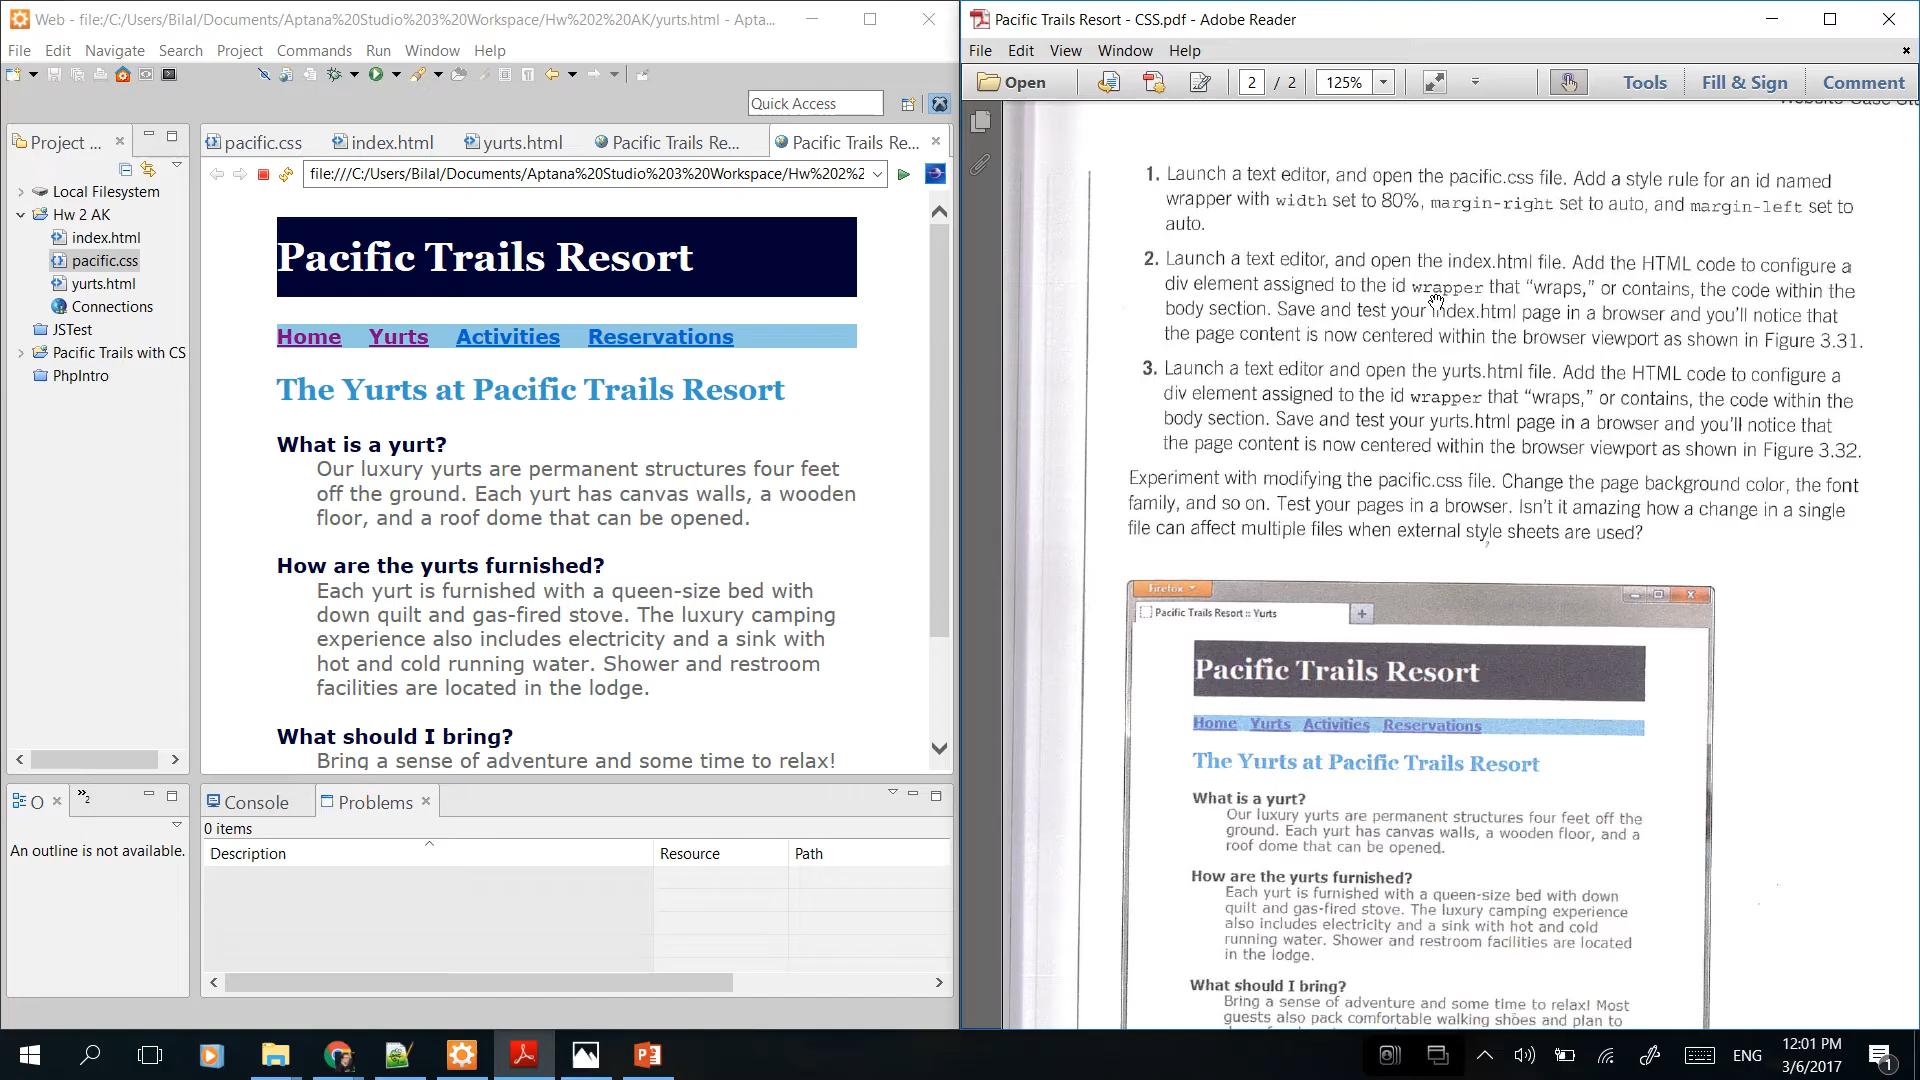 Web - file:/C:/Users/Bilal/Documents/Aptana%20Studio%203%20Workspace/Hw%202%20AK/yurts.html - Apta...
File Edit Navigate Search Project Commands Run Window Help
Quick Access
Project ...
Local Filesystem
Hw 2 AK
index.html
pacific.css
yurts.html
Connections
JSTest
Pacific Trails with CS
PhpIntro
pacific.css index.html yurts.html Pacific Trails Re... Pacific Trails Re...
file:///C:/Users/Bilal/Documents/Aptana%20Studio%203%20Workspace/Hw%202%2
Pacific Trails Resort
Home Yurts Activities Reservations
The Yurts at Pacific Trails Resort
What is a yurt?
Our luxury yurts are permanent structures four feet
off the ground. Each yurt has canvas walls, a wooden
floor, and a roof dome that can be opened.
How are the yurts furnished?
Each yurt is furnished with a queen-size bed with
down quilt and gas-fired stove. The luxury camping
experience also includes electricity and a sink with
hot and cold running water. Shower and restroom
facilities are located in the lodge.
What should I bring?
Bring a sense of adventure and some time to relax!
O
2
An outline is not available.
Console Problems
0 items
Description Resource Path
Pacific Trails Resort - CSS.pdf - Adobe Reader
File Edit View Window Help
Open 2 / 2 125% Tools Fill & Sign Comment
1. Launch a text editor, and open the pacific.css file. Add a style rule for an id named
wrapper with width set to 80%, margin-right set to auto, and margin-left set to
auto.
2. Launch a text editor, and open the index.html file. Add the HTML code to configure a
div element assigned to the id wrapper that “wraps,” or contains, the code within the
body section. Save and test your index.html page in a browser and you’ll notice that
the page content is now centered within the browser viewport as shown in Figure 3.31.
3. Launch a text editor and open the yurts.html file. Add the HTML code to configure a
div element assigned to the id wrapper that “wraps,” or contains, the code within the
body section. Save and test your yurts.html page in a browser and you’ll notice that
the page content is now centered within the browser viewport as shown in Figure 3.32.
Experiment with modifying the pacific.css file. Change the page background color, the font
family, and so on. Test your pages in a browser. Isn’t it amazing how a change in a single
file can affect multiple files when external style sheets are used?
Firefox
Pacific Trails Resort :: Yurts
Pacific Trails Resort
Home Yurts Activities Reservations
The Yurts at Pacific Trails Resort
What is a yurt?
Our luxury yurts are permanent structures four feet off the
ground. Each yurt has canvas walls, a wooden floor, and a
roof dome that can be opened.
How are the yurts furnished?
Each yurt is furnished with a queen-size bed with down
quilt and gas-fired stove. The luxury camping experience
also includes electricity and a sink with hot and cold
running water. Shower and restroom facilities are located
in the lodge.
What should I bring?
Bring a sense of adventure and some time to relax! Most
guests also pack comfortable walking shoes and plan to
ENG
12:01 PM
3/6/2017
1